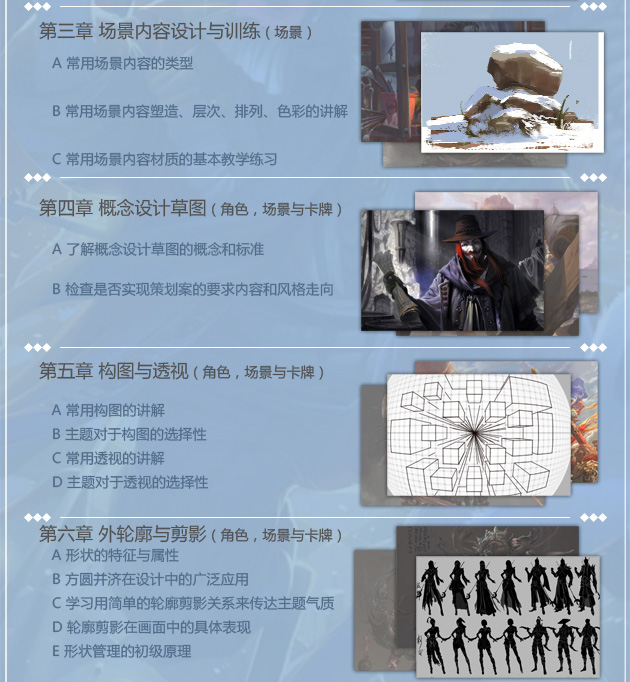 第三章 场景内容设计与训练（场景）
A 常用场景内容的类型
B 常用场景内容塑造、层次、排列、色彩的讲解
C 常用场景内容材质的基本教学练习
第四章 概念设计草图（角色，场景与卡牌）
A 了解概念设计草图的概念和标准
B 检查是否实现策划案的要求内容和风格走向
第五章 构图与透视（角色，场景与卡牌）
A 常用构图的讲解
B 主题对于构图的选择性
C 常用透视的讲解
D 主题对于透视的选择性
第六章 外轮廓与剪影（角色，场景与卡牌）
A 形状的特征与属性
B 方圆并济在设计中的广泛应用
C 学习用简单的轮廓剪影关系来传达主题气质
D 轮廓剪影在画面中的具体表现
E 形状管理的初级原理